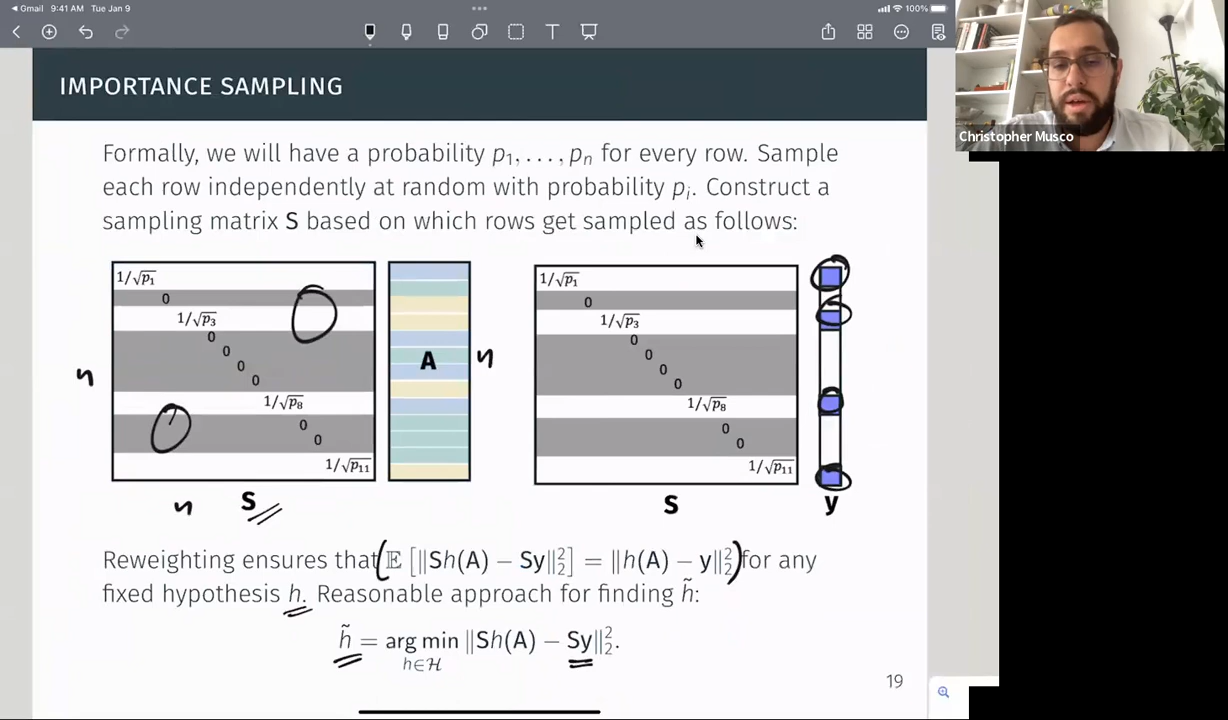 Gmail 9:41 AM Tue Jan 9
100%
IMPORTANCE SAMPLING
Christopher Musco
Formally, we will have a probability p₁, . . . , pₙ for every row. Sample
each row independently at random with probability pᵢ. Construct a
sampling matrix S based on which rows get sampled as follows:
1/√p₁
0
1/√p₃
0
0
0
0
1/√p₈
0
0
1/√p₁₁
n
n
S
A
n
1/√p₁
0
1/√p₃
0
0
0
0
1/√p₈
0
0
1/√p₁₁
S
y
Reweighting ensures that (𝔼 [‖Sh(A) − Sy‖₂²] = ‖h(A) − y‖₂²) for any
fixed hypothesis h. Reasonable approach for finding h̃:
h̃ = arg min ‖Sh(A) − Sy‖₂².
h∈ℋ
19